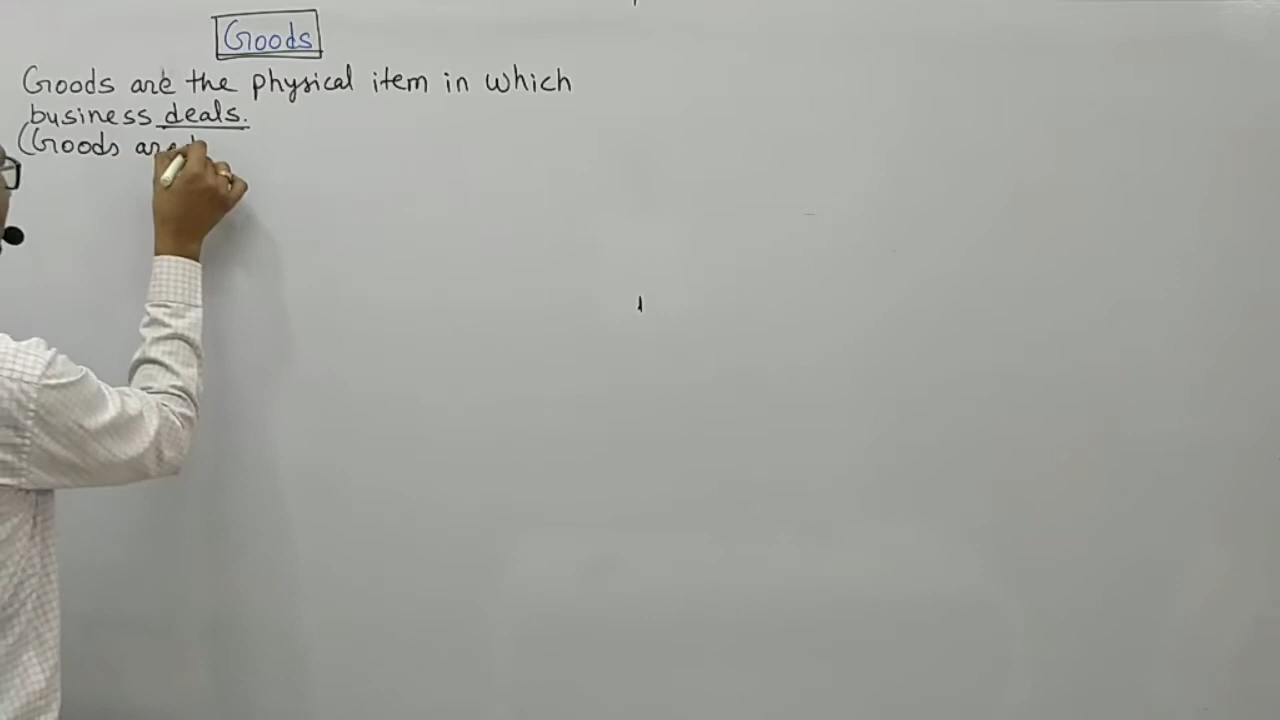 Goods
Goods are the physical item in which
business deals.
(Goods are